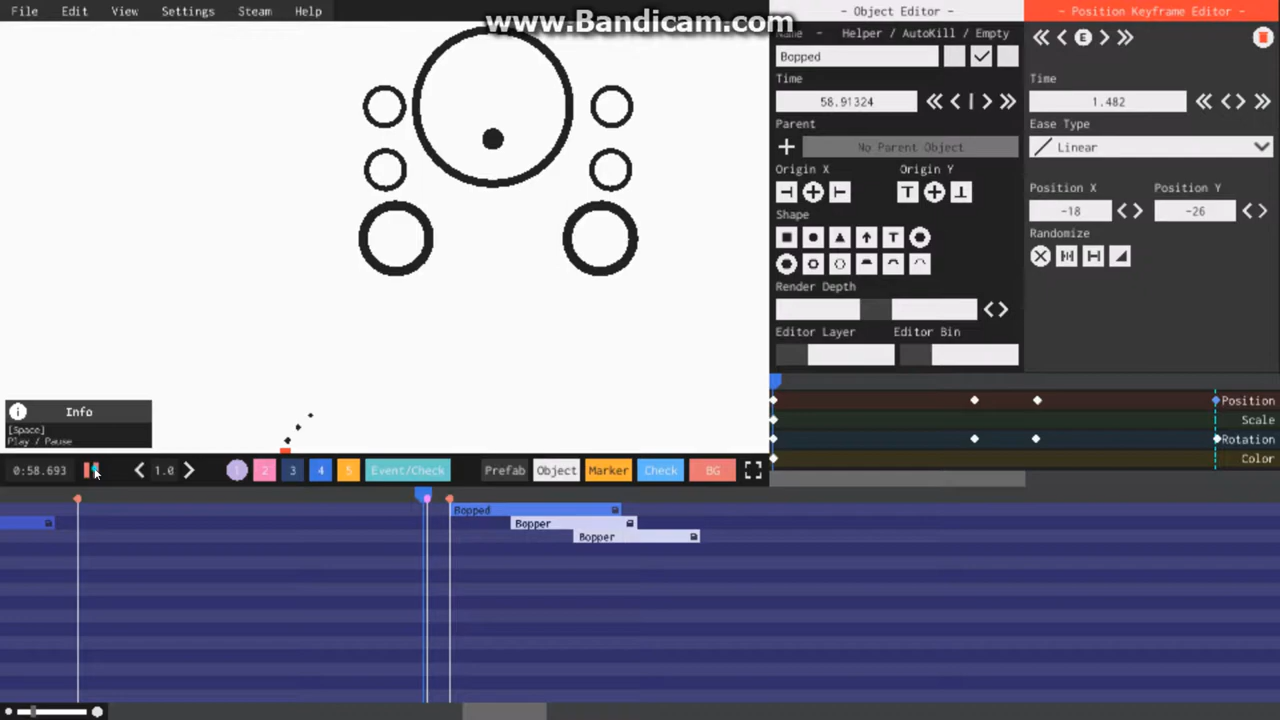 File Edit View Settings Steam Help
www.Bandicam.com
- Object Editor -
Name - Helper / AutoKill / Empty
Bopped
Time
58.91324
Parent
No Parent Object
Origin X Origin Y
Shape
Render Depth
Editor Layer Editor Bin
- Position Keyframe Editor -
E
Time
1.482
Ease Type
Linear
Position X Position Y
-18 -26
Randomize
Position
Scale
Rotation
Color
Info
[Space]
Play / Pause
0:58.693 1.0 1 2 3 4 5 Event/Check Prefab Object Marker Check BG
Bopped
Bopper
Bopper